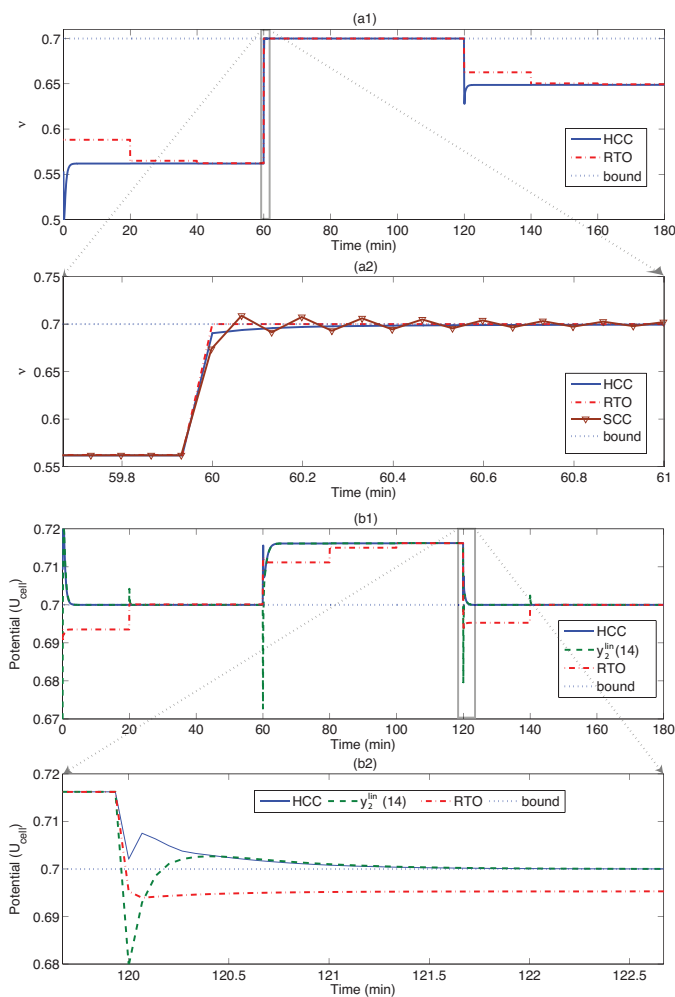 (a1)
0.7
0.65
0.6
0.55
0.5
ν
HCC
RTO
bound
0 20 40 60 80 100 120 140 160 180
Time (min)
(a2)
0.75
0.7
0.65
0.6
0.55
ν
HCC
RTO
SCC
bound
59.8 60 60.2 60.4 60.6 60.8 61
Time (min)
(b1)
0.72
0.71
0.7
0.69
0.68
0.67
Potential (U_cell)
HCC
y_2^lin (14)
RTO
bound
0 20 40 60 80 100 120 140 160 180
Time (min)
(b2)
0.72
0.71
0.7
0.69
0.68
Potential (U_cell)
HCC y_2^lin (14) RTO bound
120 120.5 121 121.5 122 122.5
Time (min)